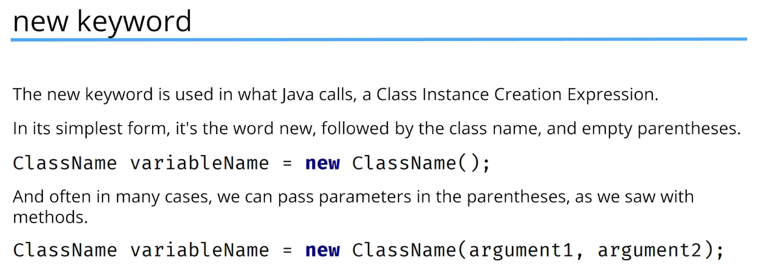 new keyword
The new keyword is used in what Java calls, a Class Instance Creation Expression.
In its simplest form, it's the word new, followed by the class name, and empty parentheses.
ClassName variableName = new ClassName();
And often in many cases, we can pass parameters in the parentheses, as we saw with
methods.
ClassName variableName = new ClassName(argument1, argument2);